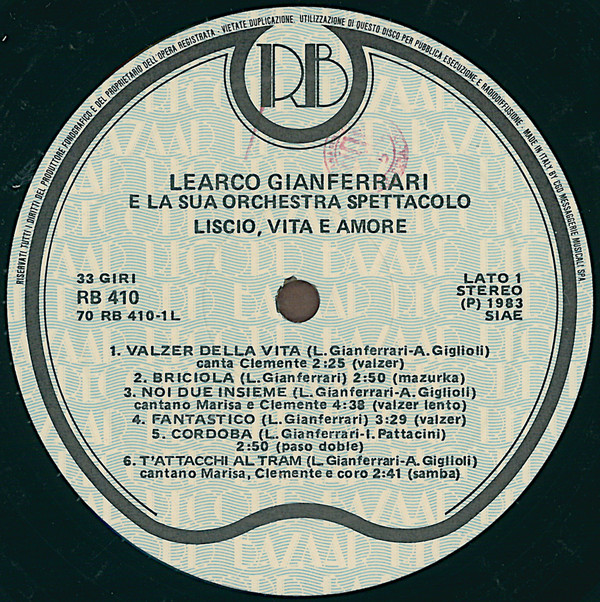 RISERVATI TUTTI I DIRITTI DEL PRODUTTORE FONOGRAFICO E DEL PROPRIETARIO DELL'OPERA REGISTRATA - VIETATE DUPLICAZIONE, UTILIZZAZIONE DI QUESTO DISCO PER PUBBLICA ESECUZIONE E RADIODIFFUSIONE - MADE IN ITALY BY CGD MESSAGGERIE MUSICALI SPA
RB
LEARCO GIANFERRARI
E LA SUA ORCHESTRA SPETTACOLO
LISCIO, VITA E AMORE
33 GIRI
RB 410
70 RB 410-1L
LATO 1
STEREO
(P) 1983
SIAE
1. VALZER DELLA VITA (L.Gianferrari-A.Giglioli)
canta Clemente 2:25 (valzer)
2. BRICIOLA (L.Gianferrari) 2:50 (mazurka)
3. NOI DUE INSIEME (L.Gianferrari-A.Giglioli)
cantano Marisa e Clemente 4:38 (valzer lento)
4. FANTASTICO (L.Gianferrari) 3:29 (valzer)
5. CORDOBA (L.Gianferrari-I.Pattacini)
2:50 (paso doble)
6. T'ATTACCHI AL TRAM (L.Gianferrari-A.Giglioli)
cantano Marisa, Clemente e coro 2:41 (samba)